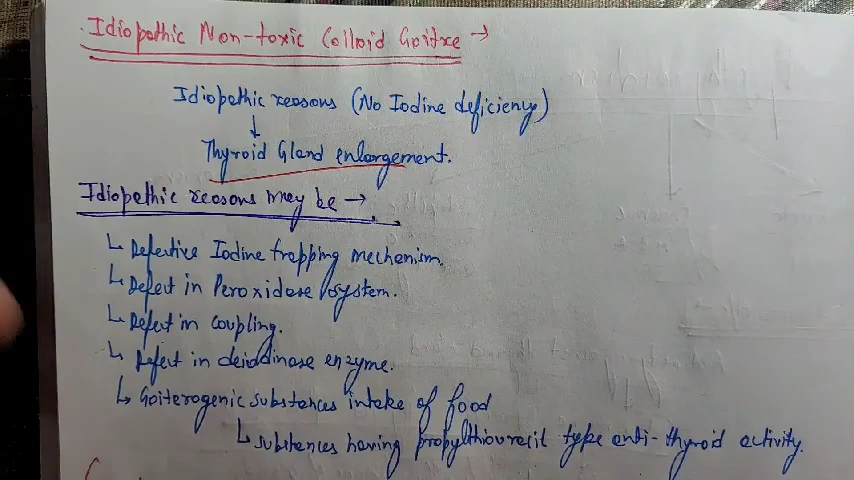 Idiopathic Non-toxic Colloid Goitre →
Idiopathic reasons (No Iodine deficiency)
↓
Thyroid Gland enlargement.
Idiopathic reasons may be →
↳ Defective Iodine trapping mechanism.
↳ Defect in Peroxidase system.
↳ Defect in coupling.
↳ Defect in deiodinase enzyme.
↳ Goiterogenic substances intake of food
↳ substances having propylthiouracil type anti-thyroid activity.